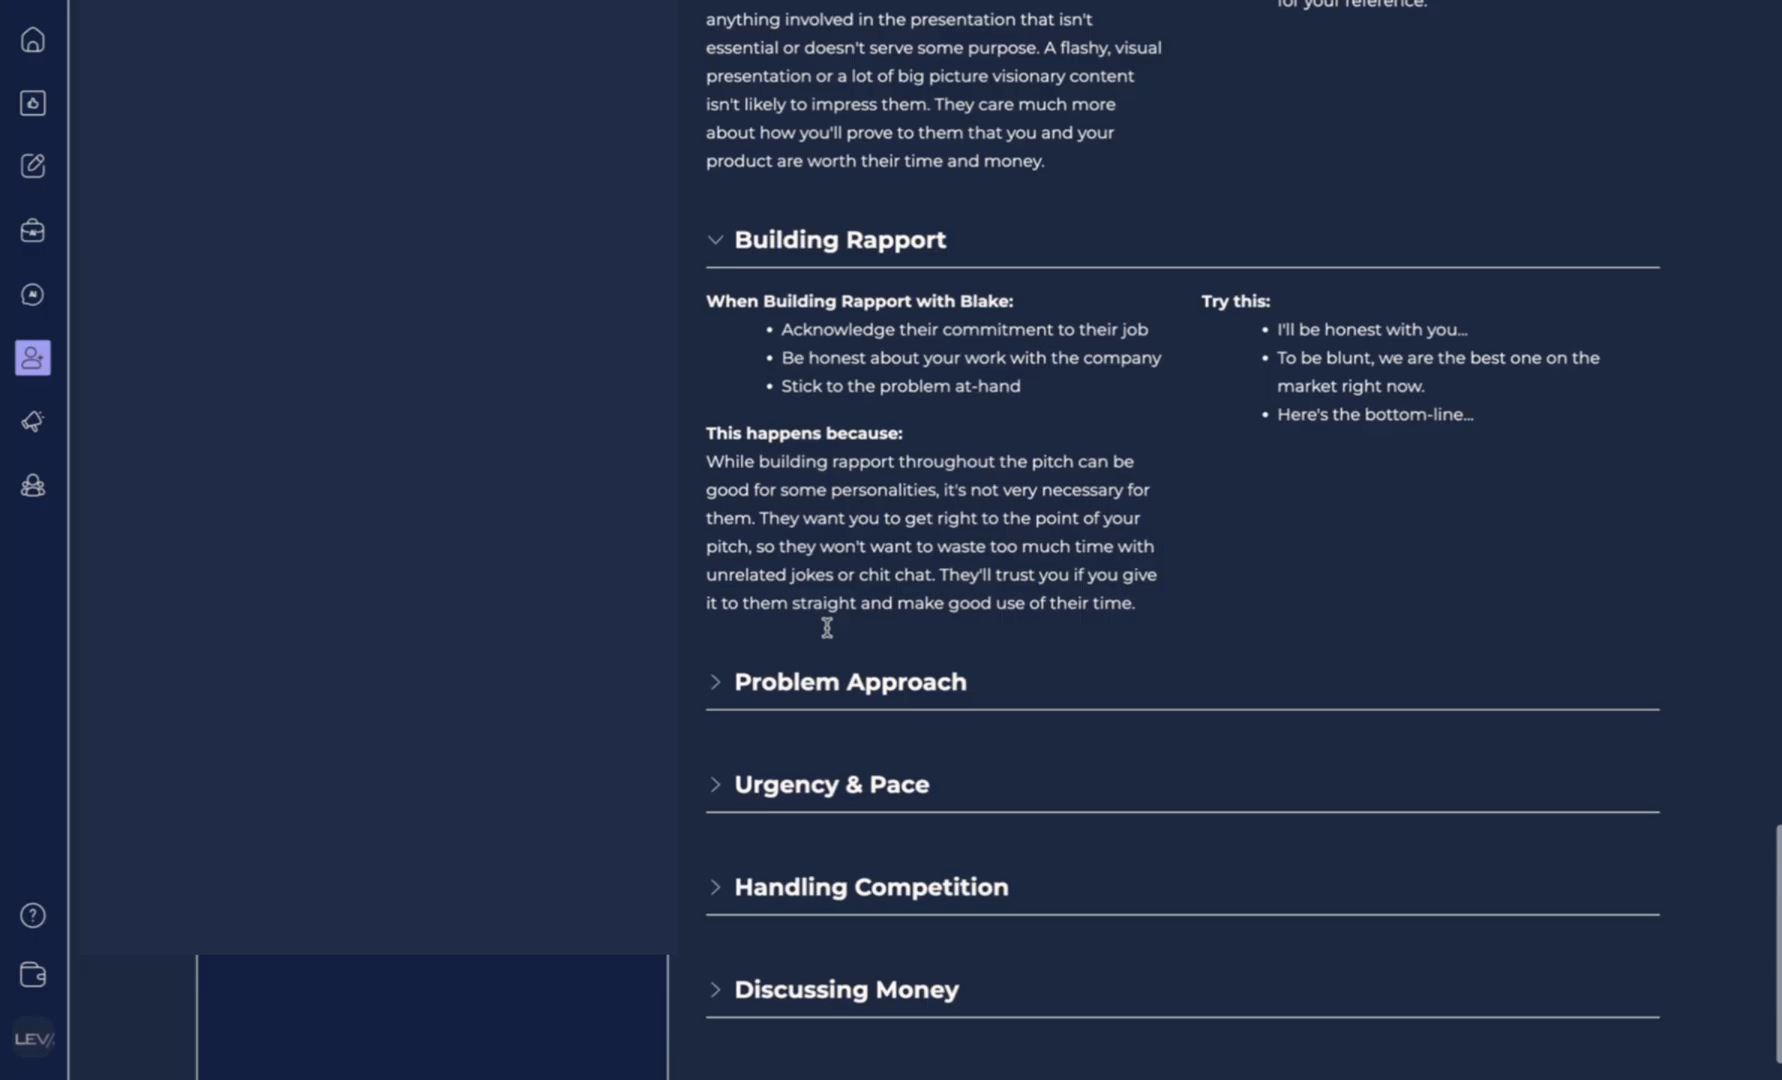 anything involved in the presentation that isn't
essential or doesn't serve some purpose. A flashy, visual
presentation or a lot of big picture visionary content
isn't likely to impress them. They care much more
about how you'll prove to them that you and your
product are worth their time and money.
for your reference.
Building Rapport
When Building Rapport with Blake:
• Acknowledge their commitment to their job
• Be honest about your work with the company
• Stick to the problem at-hand
This happens because:
While building rapport throughout the pitch can be
good for some personalities, it's not very necessary for
them. They want you to get right to the point of your
pitch, so they won't want to waste too much time with
unrelated jokes or chit chat. They'll trust you if you give
it to them straight and make good use of their time.
Try this:
• I'll be honest with you...
• To be blunt, we are the best one on the
market right now.
• Here's the bottom-line...
Problem Approach
Urgency & Pace
Handling Competition
Discussing Money